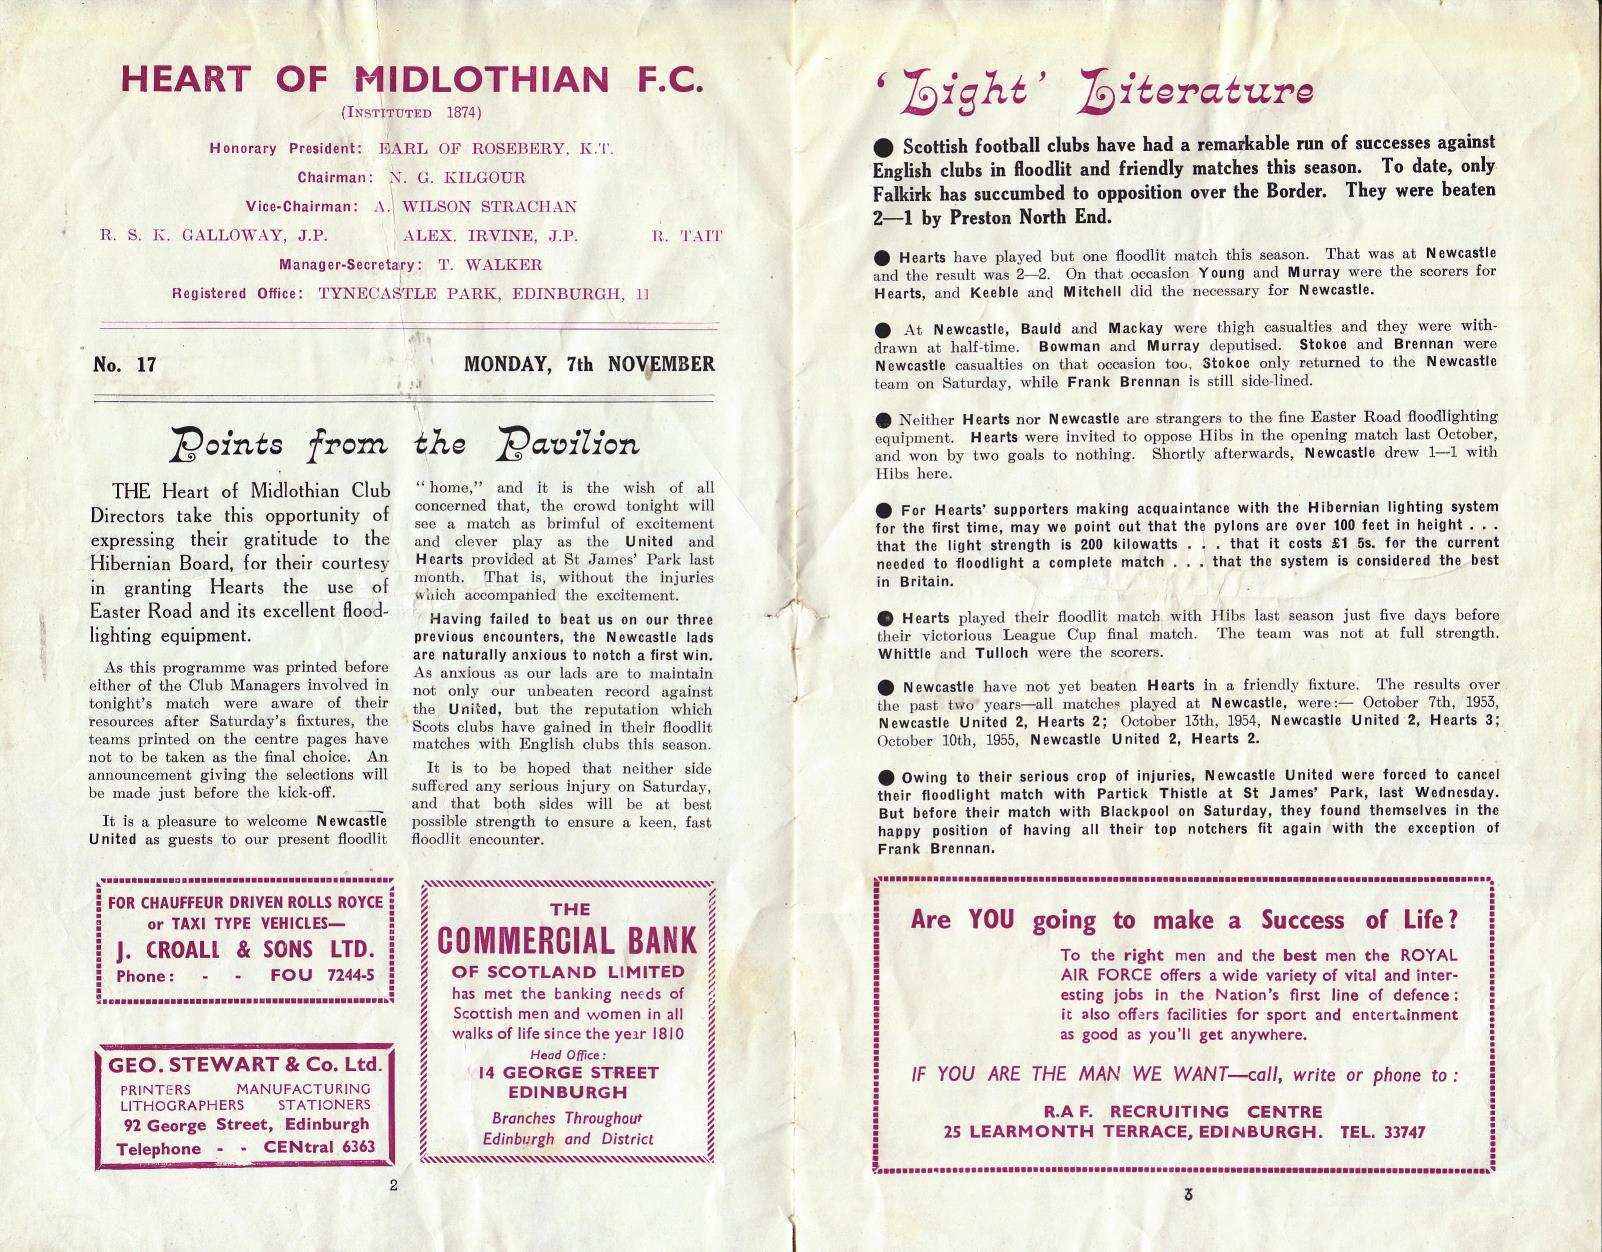 HEART OF MIDLOTHIAN F.C.
(INSTITUTED 1874)
Honorary President: EARL OF ROSEBERY, K.T.
Chairman: N. G. KILGOUR
Vice-Chairman: A. WILSON STRACHAN
R. S. K. GALLOWAY, J.P. ALEX. IRVINE, J.P. R. TAIT
Manager-Secretary: T. WALKER
Registered Office: TYNECASTLE PARK, EDINBURGH, 11
No. 17 MONDAY, 7th NOVEMBER
Points from the Pavilion
THE Heart of Midlothian Club
Directors take this opportunity of
expressing their gratitude to the
Hibernian Board, for their courtesy
in granting Hearts the use of
Easter Road and its excellent flood-
lighting equipment.
As this programme was printed before
either of the Club Managers involved in
tonight's match were aware of their
resources after Saturday's fixtures, the
teams printed on the centre pages have
not to be taken as the final choice. An
announcement giving the selections will
be made just before the kick-off.
It is a pleasure to welcome Newcastle
United as guests to our present floodlit
"home," and it is the wish of all
concerned that, the crowd tonight will
see a match as brimful of excitement
and clever play as the United and
Hearts provided at St James' Park last
month. That is, without the injuries
which accompanied the excitement.
Having failed to beat us on our three
previous encounters, the Newcastle lads
are naturally anxious to notch a first win.
As anxious as our lads are to maintain
not only our unbeaten record against
the United, but the reputation which
Scots clubs have gained in their floodlit
matches with English clubs this season.
It is to be hoped that neither side
suffered any serious injury on Saturday,
and that both sides will be at best
possible strength to ensure a keen, fast
floodlit encounter.
FOR CHAUFFEUR DRIVEN ROLLS ROYCE
or TAXI TYPE VEHICLES—
J. CROALL & SONS LTD.
Phone: - - FOU 7244-5
GEO. STEWART & Co. Ltd.
PRINTERS MANUFACTURING
LITHOGRAPHERS STATIONERS
92 George Street, Edinburgh
Telephone - - CENtral 6363
THE
COMMERCIAL BANK
OF SCOTLAND LIMITED
has met the banking needs of
Scottish men and women in all
walks of life since the year 1810
Head Office:
14 GEORGE STREET
EDINBURGH
Branches Throughout
Edinburgh and District
2
'Light' Literature
● Scottish football clubs have had a remarkable run of successes against
English clubs in floodlit and friendly matches this season. To date, only
Falkirk has succumbed to opposition over the Border. They were beaten
2—1 by Preston North End.
● Hearts have played but one floodlit match this season. That was at Newcastle
and the result was 2—2. On that occasion Young and Murray were the scorers for
Hearts, and Keeble and Mitchell did the necessary for Newcastle.
● At Newcastle, Bauld and Mackay were thigh casualties and they were with-
drawn at half-time. Bowman and Murray deputised. Stokoe and Brennan were
Newcastle casualties on that occasion too. Stokoe only returned to the Newcastle
team on Saturday, while Frank Brennan is still side-lined.
● Neither Hearts nor Newcastle are strangers to the fine Easter Road floodlighting
equipment. Hearts were invited to oppose Hibs in the opening match last October,
and won by two goals to nothing. Shortly afterwards, Newcastle drew 1—1 with
Hibs here.
● For Hearts' supporters making acquaintance with the Hibernian lighting system
for the first time, may we point out that the pylons are over 100 feet in height . . .
that the light strength is 200 kilowatts . . . that it costs £1 5s. for the current
needed to floodlight a complete match . . . that the system is considered the best
in Britain.
● Hearts played their floodlit match with Hibs last season just five days before
their victorious League Cup final match. The team was not at full strength.
Whittle and Tulloch were the scorers.
● Newcastle have not yet beaten Hearts in a friendly fixture. The results over
the past two years—all matches played at Newcastle, were:— October 7th, 1953,
Newcastle United 2, Hearts 2; October 13th, 1954, Newcastle United 2, Hearts 3;
October 10th, 1955, Newcastle United 2, Hearts 2.
● Owing to their serious crop of injuries, Newcastle United were forced to cancel
their floodlight match with Partick Thistle at St James' Park, last Wednesday.
But before their match with Blackpool on Saturday, they found themselves in the
happy position of having all their top notchers fit again with the exception of
Frank Brennan.
Are YOU going to make a Success of Life?
To the right men and the best men the ROYAL
AIR FORCE offers a wide variety of vital and inter-
esting jobs in the Nation's first line of defence;
it also offers facilities for sport and entertainment
as good as you'll get anywhere.
IF YOU ARE THE MAN WE WANT—call, write or phone to:
R.A F. RECRUITING CENTRE
25 LEARMONTH TERRACE, EDINBURGH. TEL. 33747
3